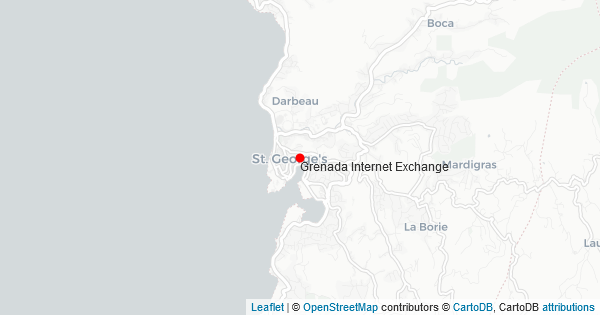 Boca
Darbeau
St. George's
Grenada Internet Exchange
Mardigras
La Borie
Lau
Leaflet | © OpenStreetMap contributors © CartoDB, CartoDB attributions